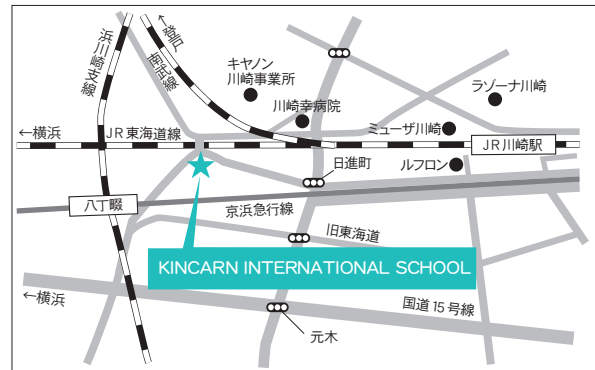 浜川崎支線
←登戸
南武線
キヤノン
川崎事業所
川崎幸病院
ラゾーナ川崎
ミューザ川崎
←横浜
JR東海道線
JR川崎駅
日進町
ルフロン
八丁畷
京浜急行線
旧東海道
KINCARN INTERNATIONAL SCHOOL
←横浜
国道15号線
元木